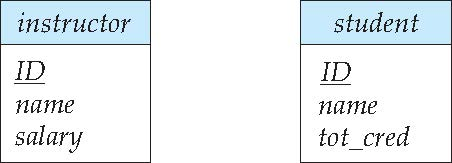 instructor
ID
name
salary
student
ID
name
tot_cred